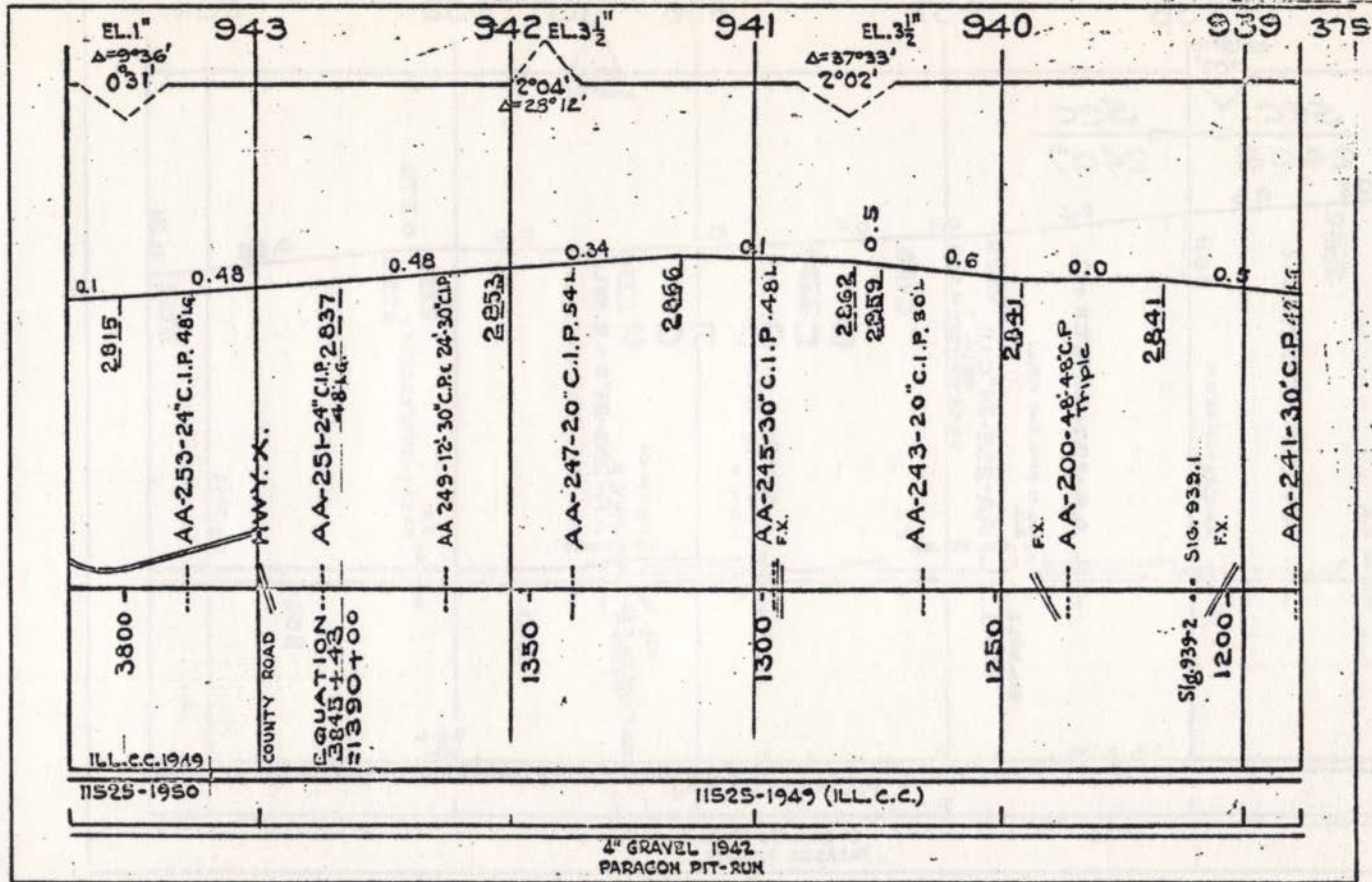 943 942 941 940 939 375
EL.1" EL.3½" EL.3½"
Δ=9°36' Δ=37°33'
0°31' 2°04' 2°02'
Δ=28°12'
0.1 0.48 0.48 0.34 0.1 0.5 0.6 0.0 0.5
2815
AA-253-24"C.I.P. 48'LG.
HWY. X.
AA-251-24"C.I.P.
48'LG.
2837
AA 249-12'-30"C.P. & 24'-30"C.I.P.
2853
AA-247-20"C.I.P. 54'L
2866
AA-245-30"C.I.P. 48'L
F.X.
2862
2859
AA-243-20"C.I.P. 30'L
2841
F.X.
AA-200-48'-48"C.P
Triple
2841
SIG. 939.1
F.X.
AA-241-30"C.P.
3800
COUNTY ROAD
EQUATION
3845+43
=1390+00
1350
1300
1250
Sig.939-2
1200
ILL.C.C.1949
11525-1950 11525-1949 (ILL. C.C.)
4" GRAVEL 1942
PARAGON PIT-RUN